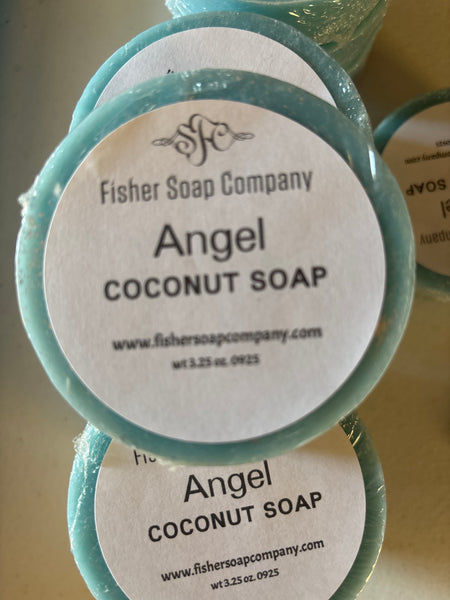 SFC
Fisher Soap Company
Angel
COCONUT SOAP
www.fishersoapcompany.com
wt 3.25 oz. 0925
Angel
COCONUT SOAP
www.fishersoapcompany.com
wt 3.25 oz. 0925
SOAP